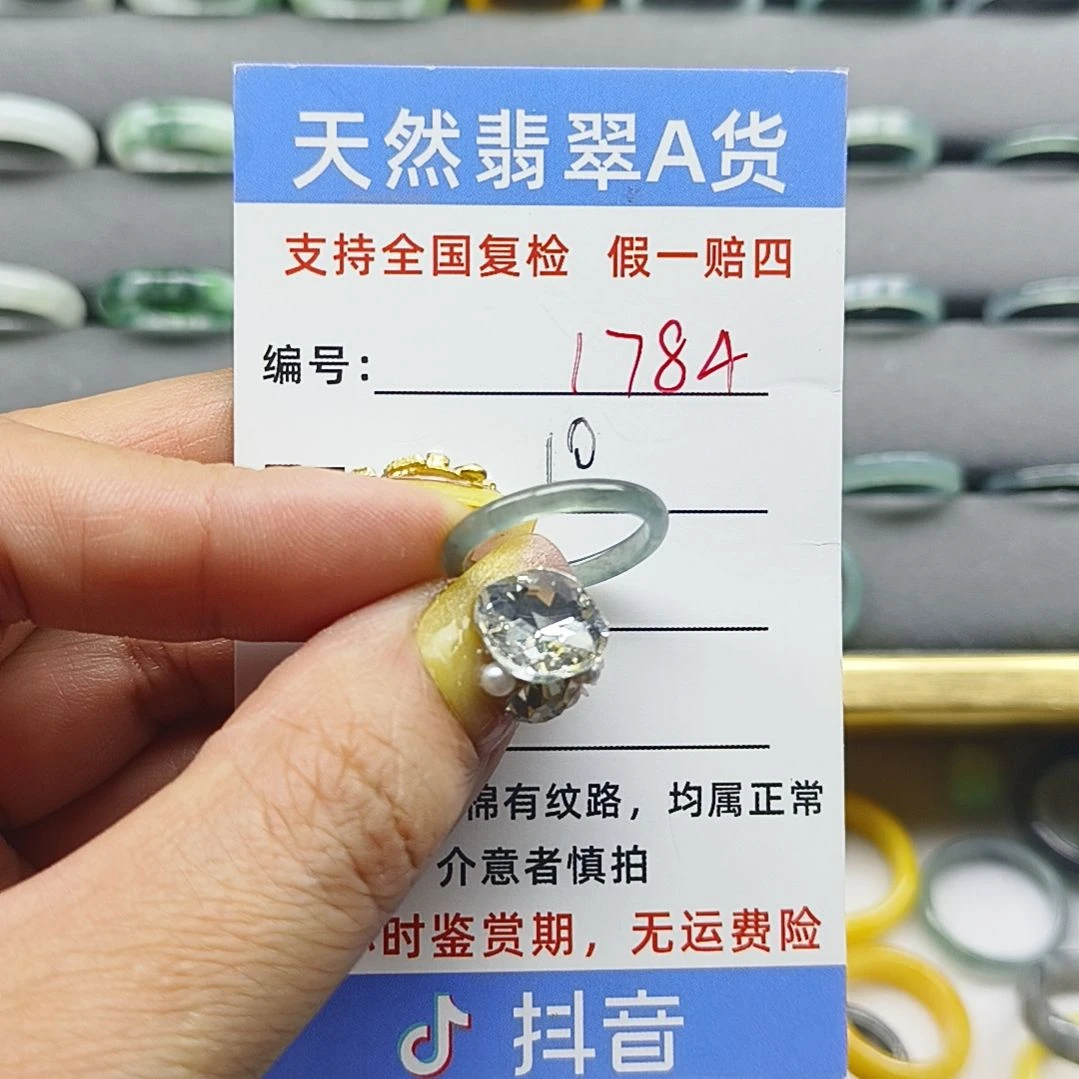 天然翡翠A货
支持全国复检 假一赔四
编号: 1784
10
棉有纹路，均属正常
介意者慎拍
时鉴赏期，无运费险
抖音